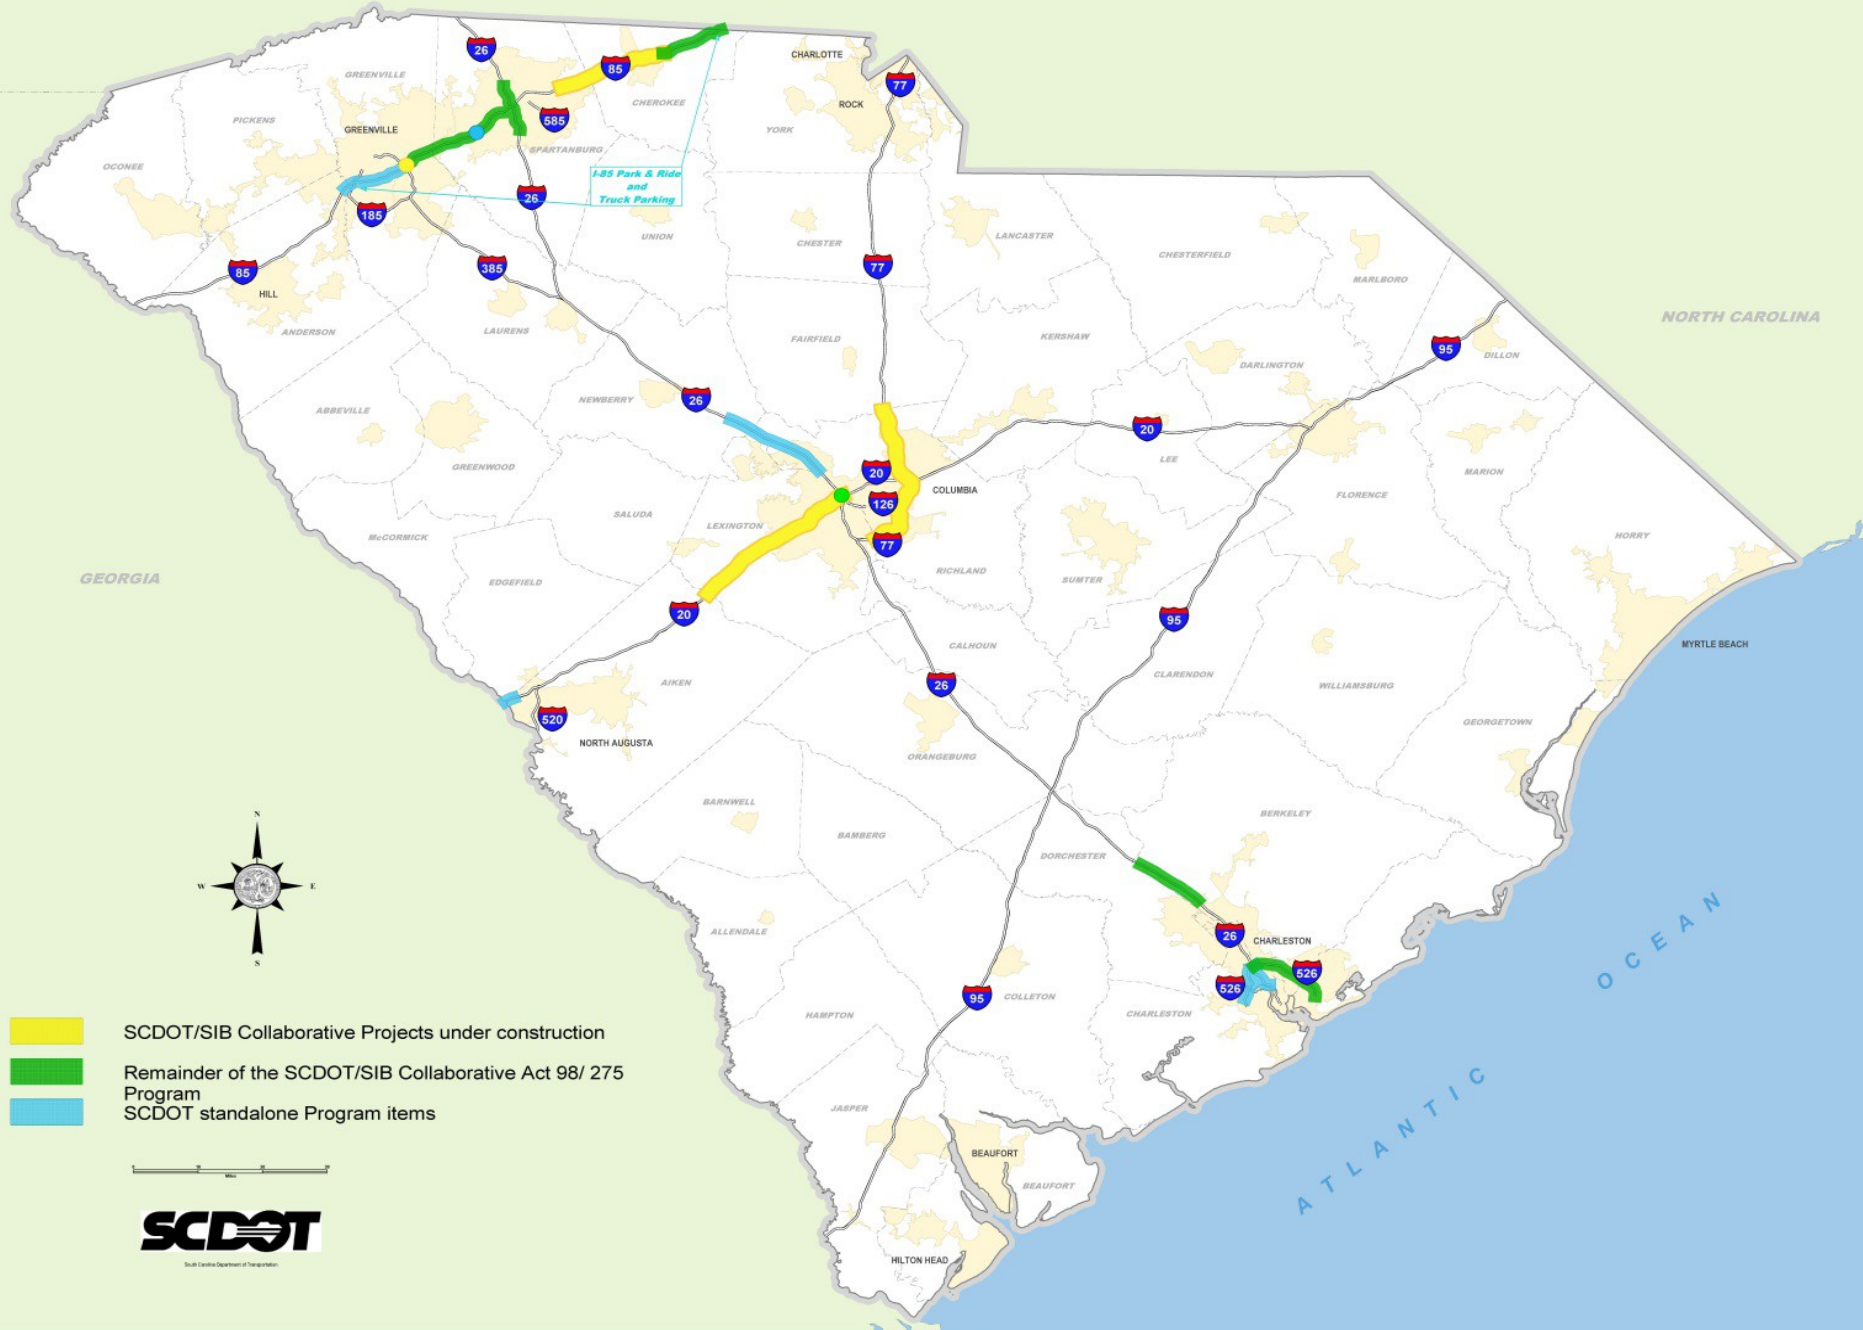 26
85
CHARLOTTE
77
GREENVILLE
CHEROKEE
ROCK
585
PICKENS
GREENVILLE
YORK
SPARTANBURG
OCONEE
I-85 Park & Ride
and
Truck Parking
26
185
UNION
CHESTER
LANCASTER
CHESTERFIELD
85
385
77
MARLBORO
HILL
ANDERSON
LAURENS
FAIRFIELD
KERSHAW
NORTH CAROLINA
95
DILLON
DARLINGTON
ABBEVILLE
NEWBERRY
26
20
GREENWOOD
LEE
MARION
20
COLUMBIA
126
FLORENCE
SALUDA
LEXINGTON
McCORMICK
77
HORRY
GEORGIA
EDGEFIELD
RICHLAND
SUMTER
20
95
CALHOUN
MYRTLE BEACH
AIKEN
26
CLARENDON
WILLIAMSBURG
520
GEORGETOWN
NORTH AUGUSTA
ORANGEBURG
BARNWELL
BAMBERG
BERKELEY
N
W
E
S
DORCHESTER
ALLENDALE
26
CHARLESTON
526
526
95
COLLETON
HAMPTON
CHARLESTON
ATLANTIC OCEAN
SCDOT/SIB Collaborative Projects under construction
Remainder of the SCDOT/SIB Collaborative Act 98/ 275
Program
SCDOT standalone Program items
JASPER
BEAUFORT
BEAUFORT
HILTON HEAD
Miles
SCDOT
South Carolina Department of Transportation